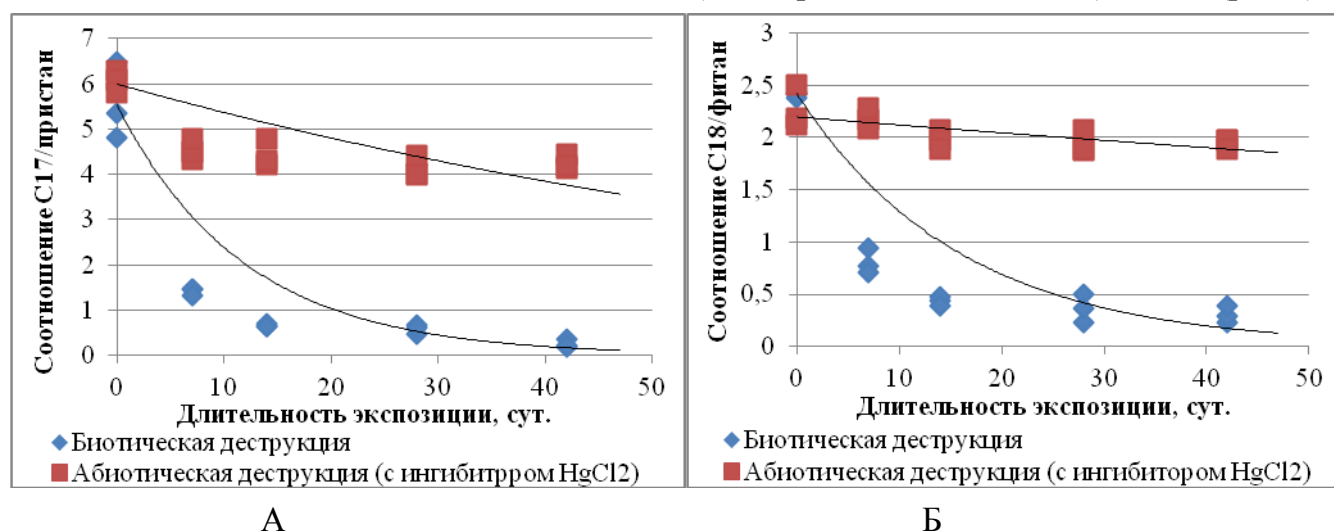 Соотношение С17/пристан
7
6
5
4
3
2
1
0
0 10 20 30 40 50
Длительность экспозиции, сут.
Биотическая деструкция
Абиотическая деструкция (с ингибитрром HgCl2)
А
Соотношение С18/фитан
3
2,5
2
1,5
1
0,5
0
0 10 20 30 40 50
Длительность экспозиции, сут.
Биотическая деструкция
Абиотическая деструкция (с ингибитором HgCl2)
Б